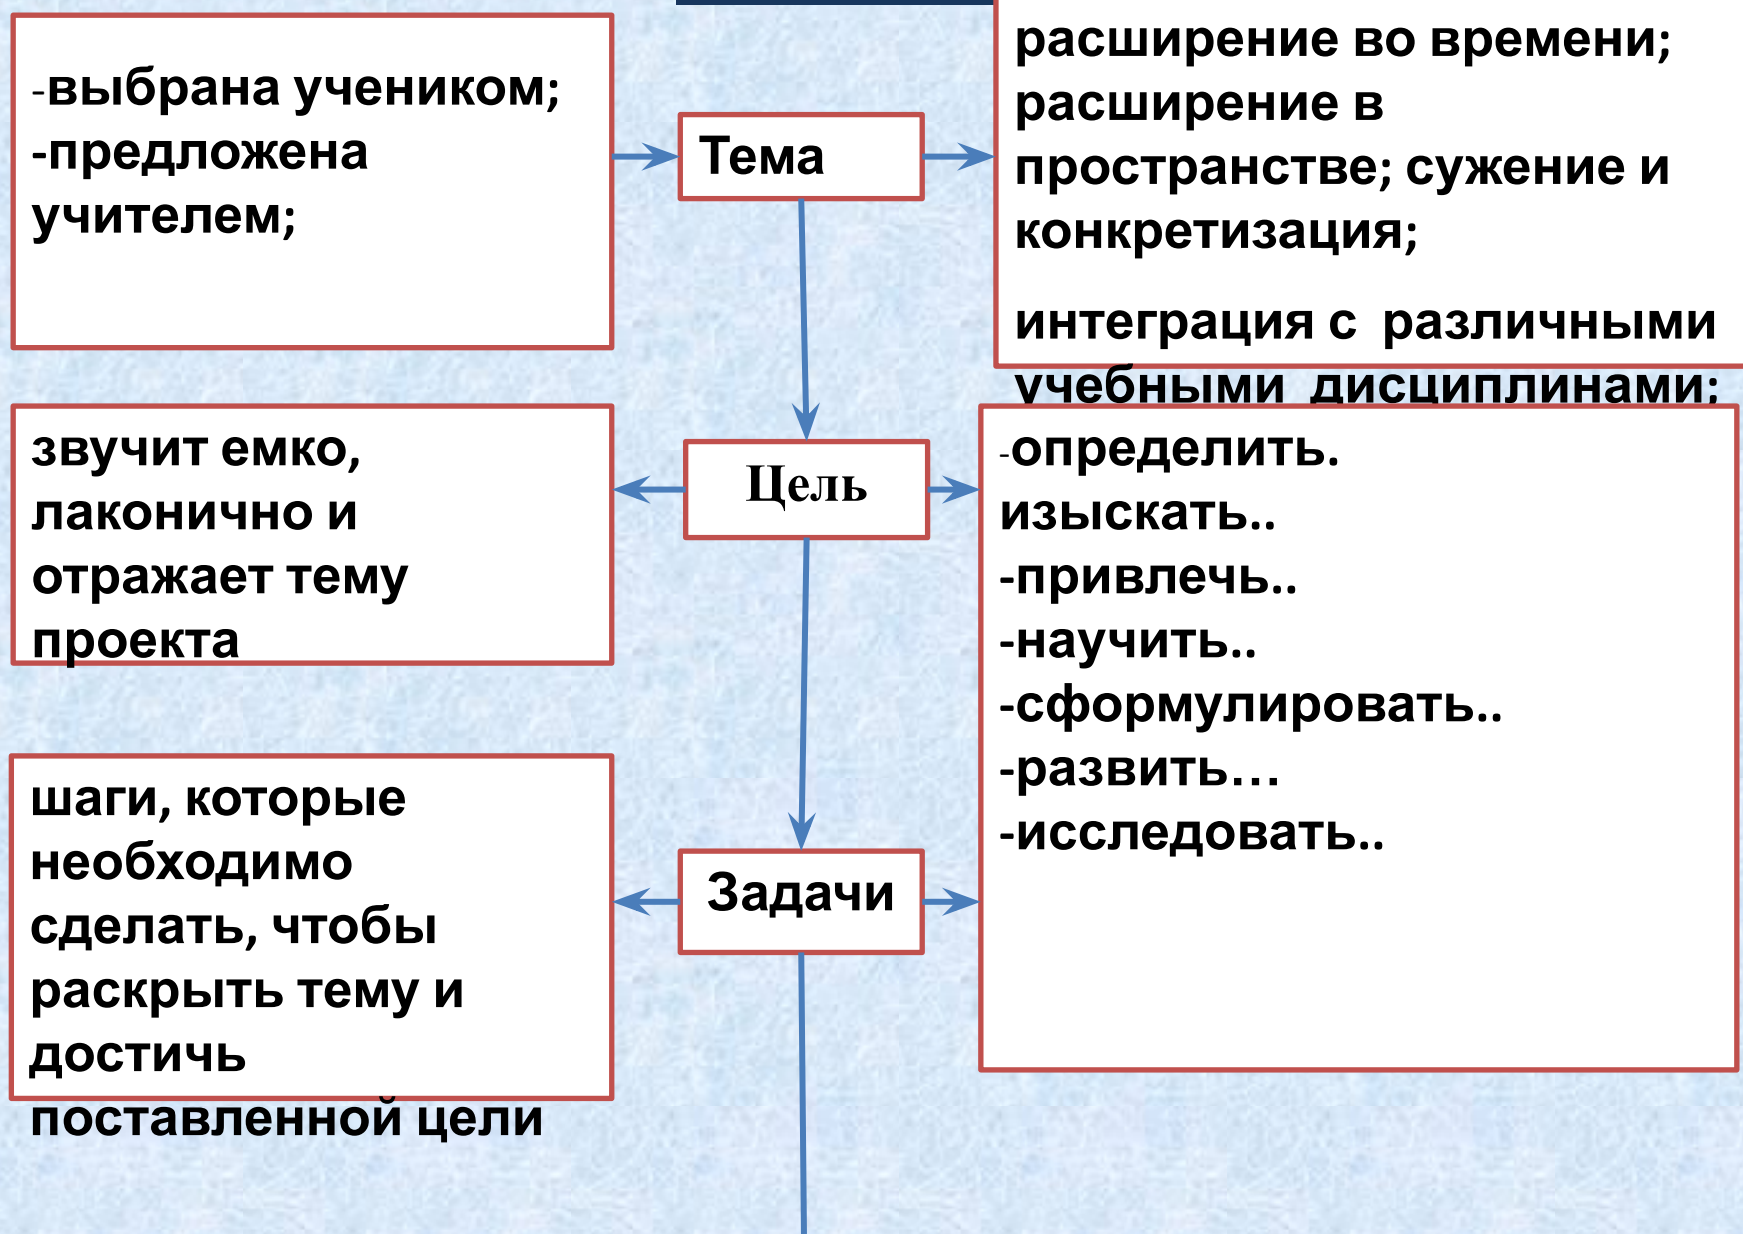 -выбрана учеником;
-предложена
учителем;
Тема
расширение во времени;
расширение в
пространстве; сужение и
конкретизация;
интеграция с различными
учебными дисциплинами;
звучит емко,
лаконично и
отражает тему
проекта
Цель
-определить.
изыскать..
-привлечь..
-научить..
-сформулировать..
-развить...
-исследовать..
шаги, которые
необходимо
сделать, чтобы
раскрыть тему и
достичь
поставленной цели
Задачи